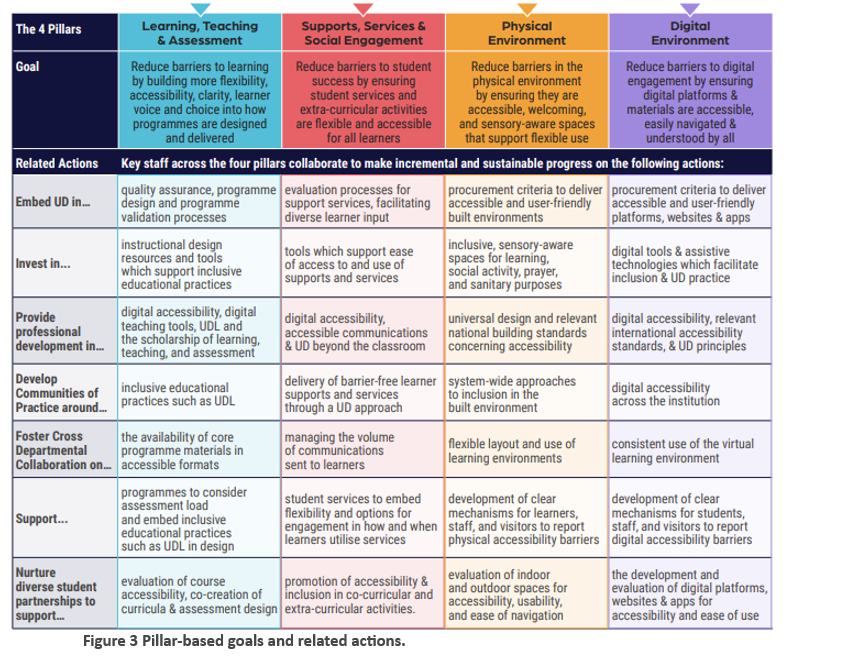 The 4 Pillars
Learning, Teaching
& Assessment
Supports, Services &
Social Engagement
Physical
Environment
Digital
Environment
Goal
Reduce barriers to learning
by building more flexibility,
accessibility, clarity, learner
voice and choice into how
programmes are designed
and delivered
Reduce barriers to student
success by ensuring
student services and
extra-curricular activities
are flexible and accessible
for all learners
Reduce barriers in the
physical environment
by ensuring they are
accessible, welcoming,
and sensory-aware spaces
that support flexible use
Reduce barriers to digital
engagement by ensuring
digital platforms &
materials are accessible,
easily navigated &
understood by all
Related Actions
Key staff across the four pillars collaborate to make incremental and sustainable progress on the following actions:
Embed UD in...
quality assurance, programme
design and programme
validation processes
evaluation processes for
support services, facilitating
diverse learner input
procurement criteria to deliver
accessible and user-friendly
built environments
procurement criteria to deliver
accessible and user-friendly
platforms, websites & apps
Invest in...
instructional design
resources and tools
which support inclusive
educational practices
tools which support ease
of access to and use of
supports and services
inclusive, sensory-aware
spaces for learning,
social activity, prayer,
and sanitary purposes
digital tools & assistive
technologies which facilitate
inclusion & UD practice
Provide
professional
development in...
digital accessibility, digital
teaching tools, UDL and
the scholarship of learning,
teaching, and assessment
digital accessibility,
accessible communications
& UD beyond the classroom
universal design and relevant
national building standards
concerning accessibility
digital accessibility, relevant
international accessibility
standards, & UD principles
Develop
Communities of
Practice around...
inclusive educational
practices such as UDL
delivery of barrier-free learner
supports and services
through a UD approach
system-wide approaches
to inclusion in the
built environment
digital accessibility
across the institution
Foster Cross
Departmental
Collaboration on...
the availability of core
programme materials in
accessible formats
managing the volume
of communications
sent to learners
flexible layout and use of
learning environments
consistent use of the virtual
learning environment
Support...
programmes to consider
assessment load
and embed inclusive
educational practices
such as UDL in design
student services to embed
flexibility and options for
engagement in how and when
learners utilise services
development of clear
mechanisms for learners,
staff, and visitors to report
physical accessibility barriers
development of clear
mechanisms for students,
staff, and visitors to report
digital accessibility barriers
Nurture
diverse student
partnerships to
support...
evaluation of course
accessibility, co-creation of
curricula & assessment design
promotion of accessibility &
inclusion in co-curricular and
extra-curricular activities.
evaluation of indoor
and outdoor spaces for
accessibility, usability,
and ease of navigation
the development and
evaluation of digital platforms,
websites & apps for
accessibility and ease of use
Figure 3 Pillar-based goals and related actions.